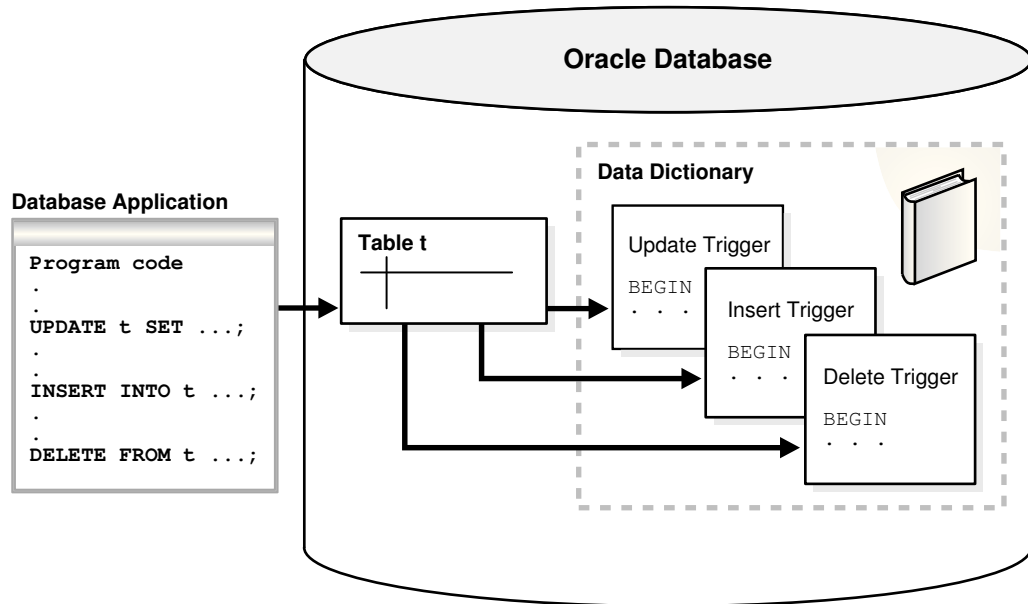 Oracle Database
Data Dictionary
Database Application
Program code
.
.
UPDATE t SET ...;
.
.
INSERT INTO t ...;
.
.
DELETE FROM t ...;
Table t
Update Trigger
BEGIN
. . .
Insert Trigger
BEGIN
. . .
Delete Trigger
BEGIN
. . .